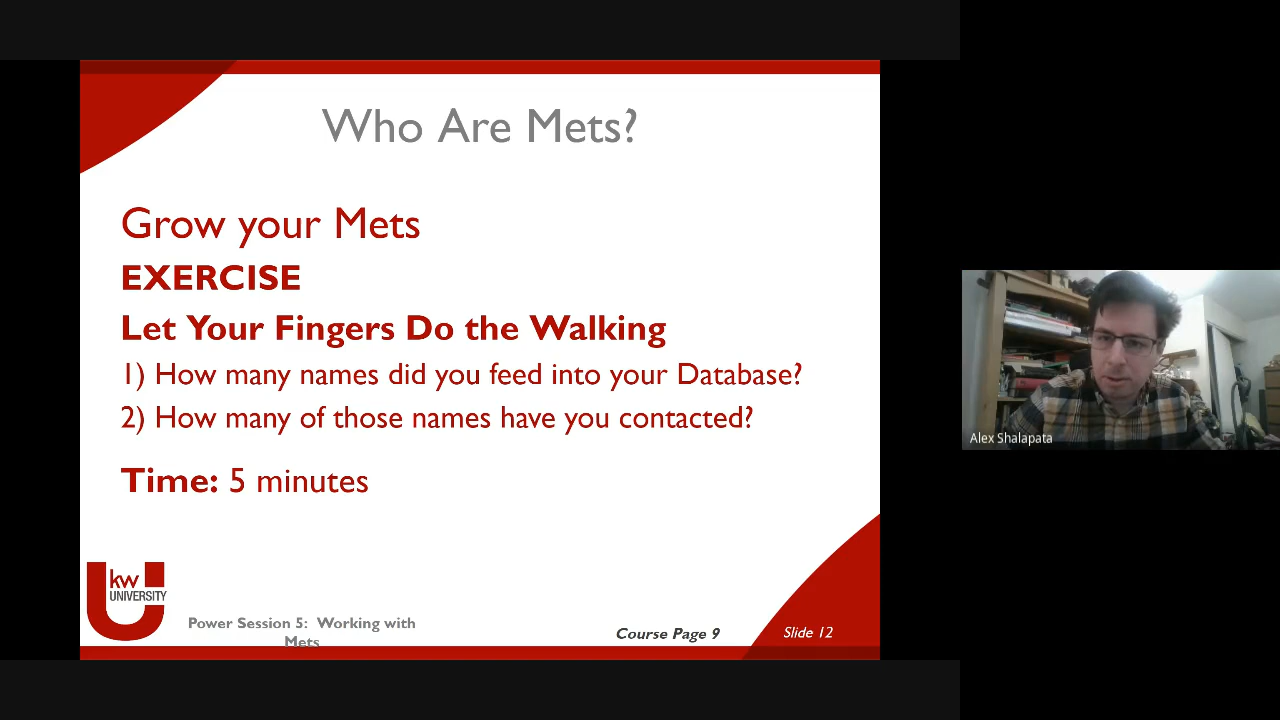 Who Are Mets?
Grow your Mets
EXERCISE
Let Your Fingers Do the Walking
1) How many names did you feed into your Database?
2) How many of those names have you contacted?
Time: 5 minutes
kw
UNIVERSITY
Power Session 5: Working with
Mets
Course Page 9
Slide 12
Alex Shalapata